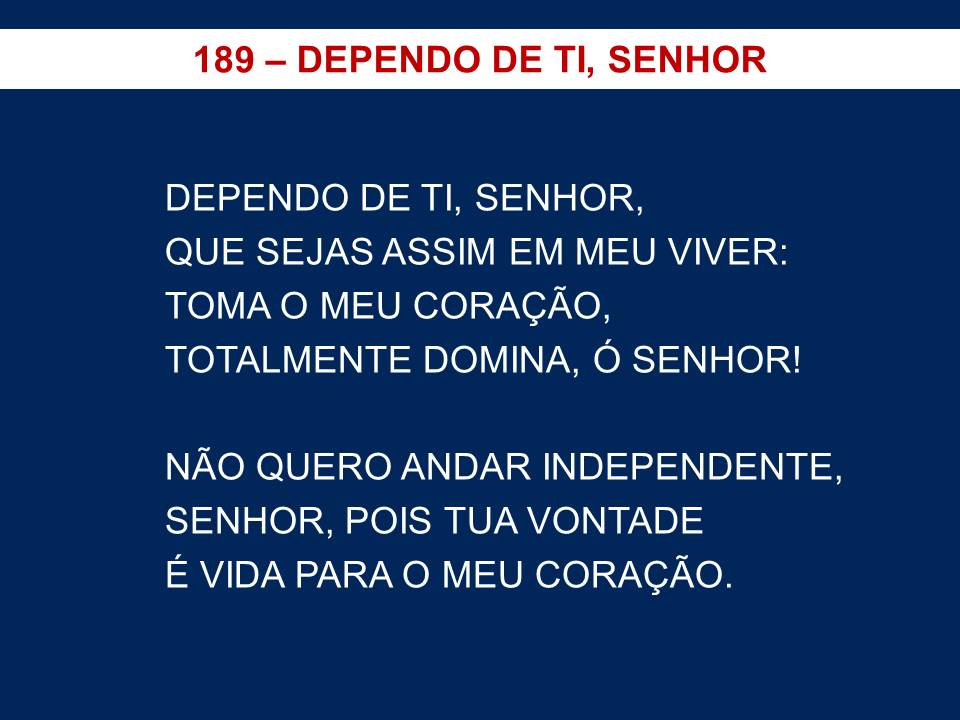 189 – DEPENDO DE TI, SENHOR
DEPENDO DE TI, SENHOR,
QUE SEJAS ASSIM EM MEU VIVER:
TOMA O MEU CORAÇÃO,
TOTALMENTE DOMINA, Ó SENHOR!
NÃO QUERO ANDAR INDEPENDENTE,
SENHOR, POIS TUA VONTADE
É VIDA PARA O MEU CORAÇÃO.